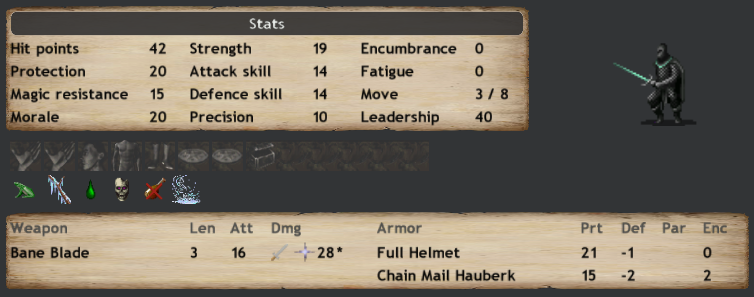 Stats
Hit points 42 Strength 19 Encumbrance 0
Protection 20 Attack skill 14 Fatigue 0
Magic resistance 15 Defence skill 14 Move 3 / 8
Morale 20 Precision 10 Leadership 40
Weapon Len Att Dmg Armor Prt Def Par Enc
Bane Blade 3 16 28* Full Helmet 21 -1 0
Chain Mail Hauberk 15 -2 2